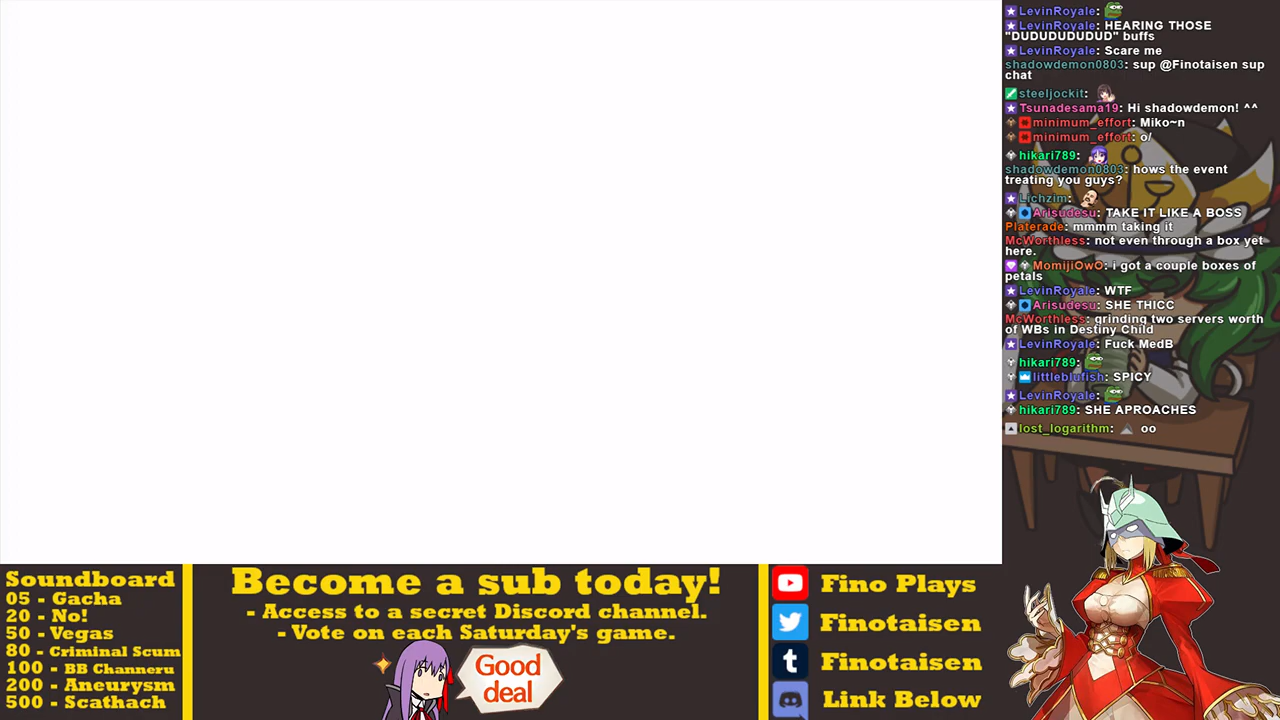 LevinRoyale:
LevinRoyale: HEARING THOSE
"DUDUDUDUDUD" buffs
LevinRoyale: Scare me
shadowdemon0803: sup @Finotaisen sup
chat
steeljockit:
Tsunadesama19: Hi shadowdemon! ^^
minimum_effort: Miko~n
minimum_effort: o/
hikari789:
shadowdemon0803: hows the event
treating you guys?
Lichzim:
Arisudesu: TAKE IT LIKE A BOSS
Platerade: mmmm taking it
McWorthless: not even through a box yet
here.
MomijiOwO: i got a couple boxes of
petals
LevinRoyale: WTF
Arisudesu: SHE THICC
McWorthless: grinding two servers worth
of WBs in Destiny Child
LevinRoyale: Fuck MedB
hikari789:
littleblufish: SPICY
LevinRoyale:
hikari789: SHE APROACHES
lost_logarithm: oo
Soundboard
05 - Gacha
20 - No!
50 - Vegas
80 - Criminal Scum
100 - BB Channeru
200 - Aneurysm
500 - Scathach
Become a sub today!
- Access to a secret Discord channel.
- Vote on each Saturday's game.
Good
deal
Fino Plays
Finotaisen
Finotaisen
Link Below